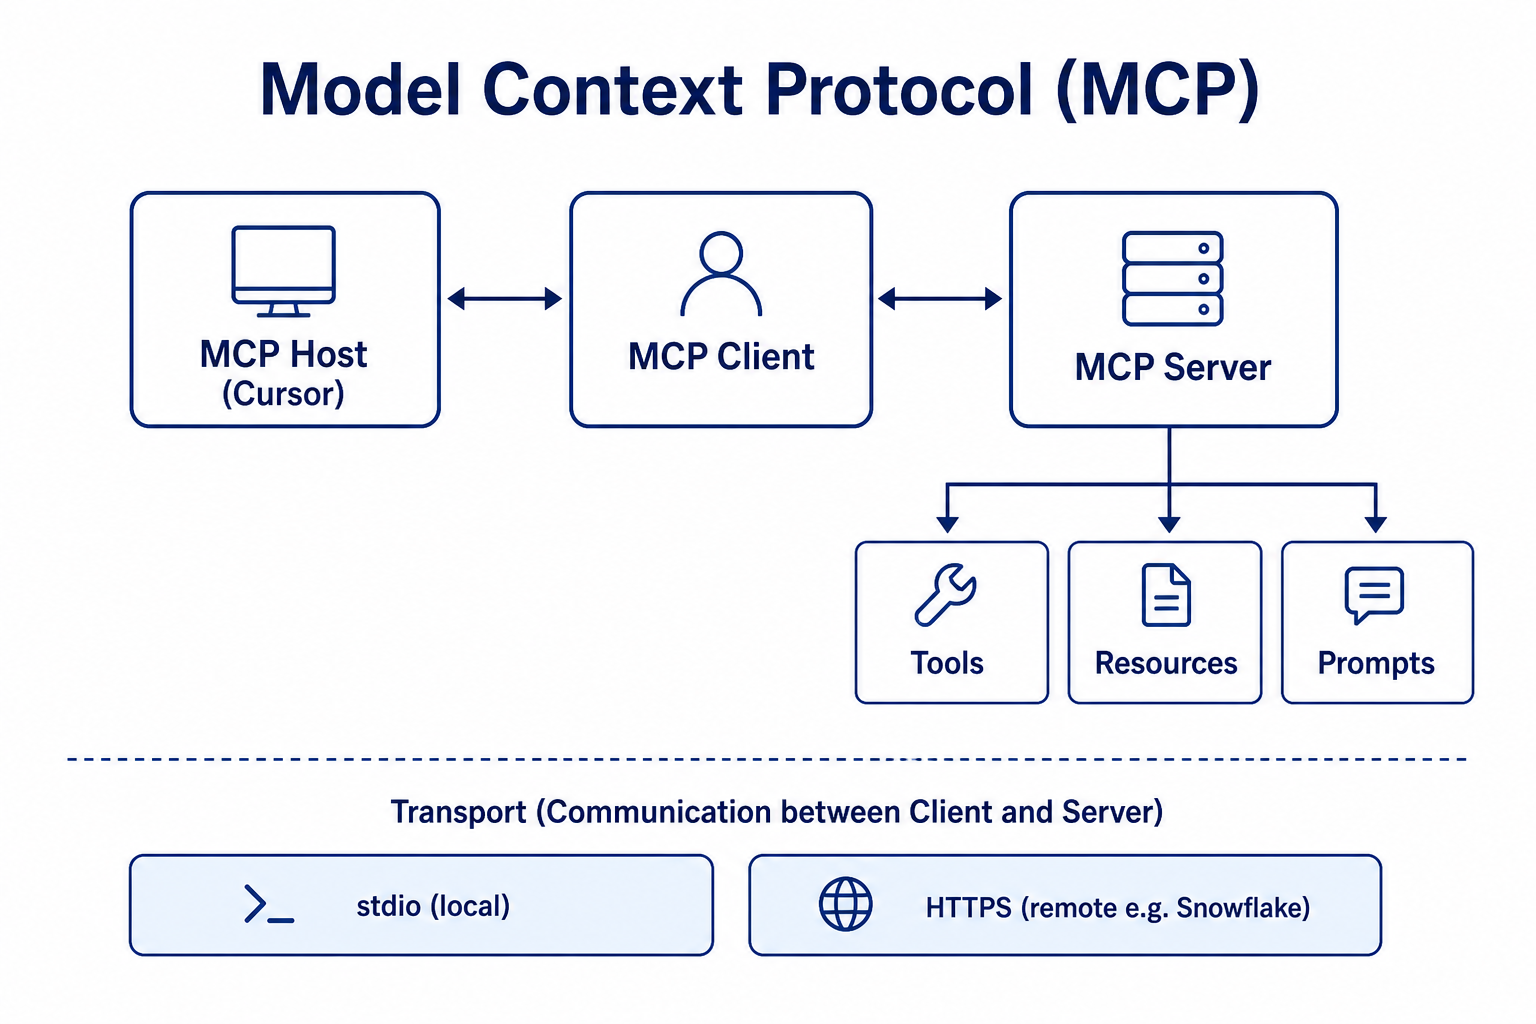 Model Context Protocol (MCP)
MCP Host
(Cursor)
MCP Client
MCP Server
Tools
Resources
Prompts
Transport (Communication between Client and Server)
stdio (local)
HTTPS (remote e.g. Snowflake)